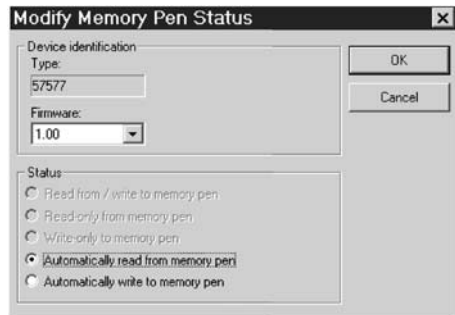 Modify Memory Pen Status
Device identification
Type:
57577
Firmware:
1.00
OK
Cancel
Status
Read from / write to memory pen
Read-only from memory pen
Write-only to memory pen
Automatically read from memory pen
Automatically write to memory pen